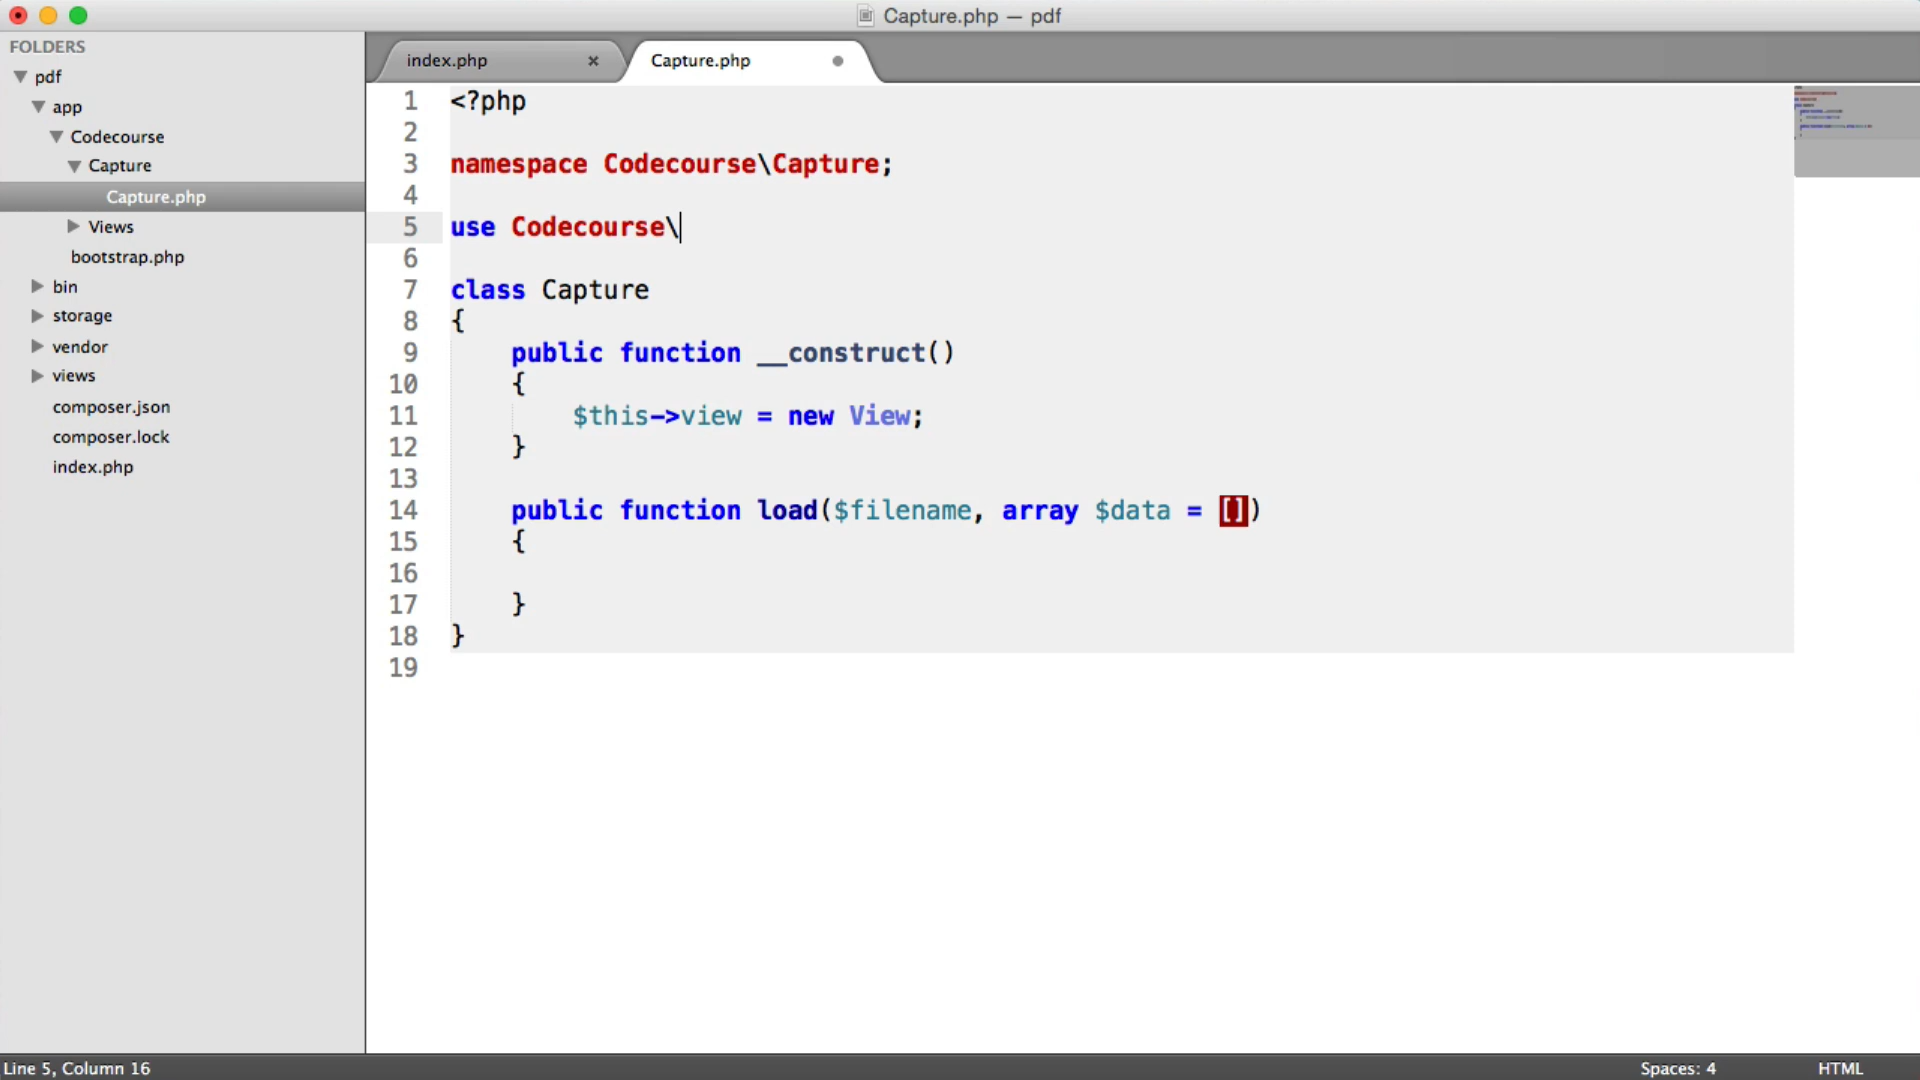 Capture.php — pdf
FOLDERS
pdf
app
Codecourse
Capture
Capture.php
Views
bootstrap.php
bin
storage
vendor
views
composer.json
composer.lock
index.php
index.php × Capture.php
1 <?php
2
3 namespace Codecourse\Capture;
4
5 use Codecourse\
6
7 class Capture
8 {
9     public function __construct()
10     {
11         $this->view = new View;
12     }
13
14     public function load($filename, array $data = [])
15     {
16
17     }
18 }
19
Line 5, Column 16
Spaces: 4
HTML